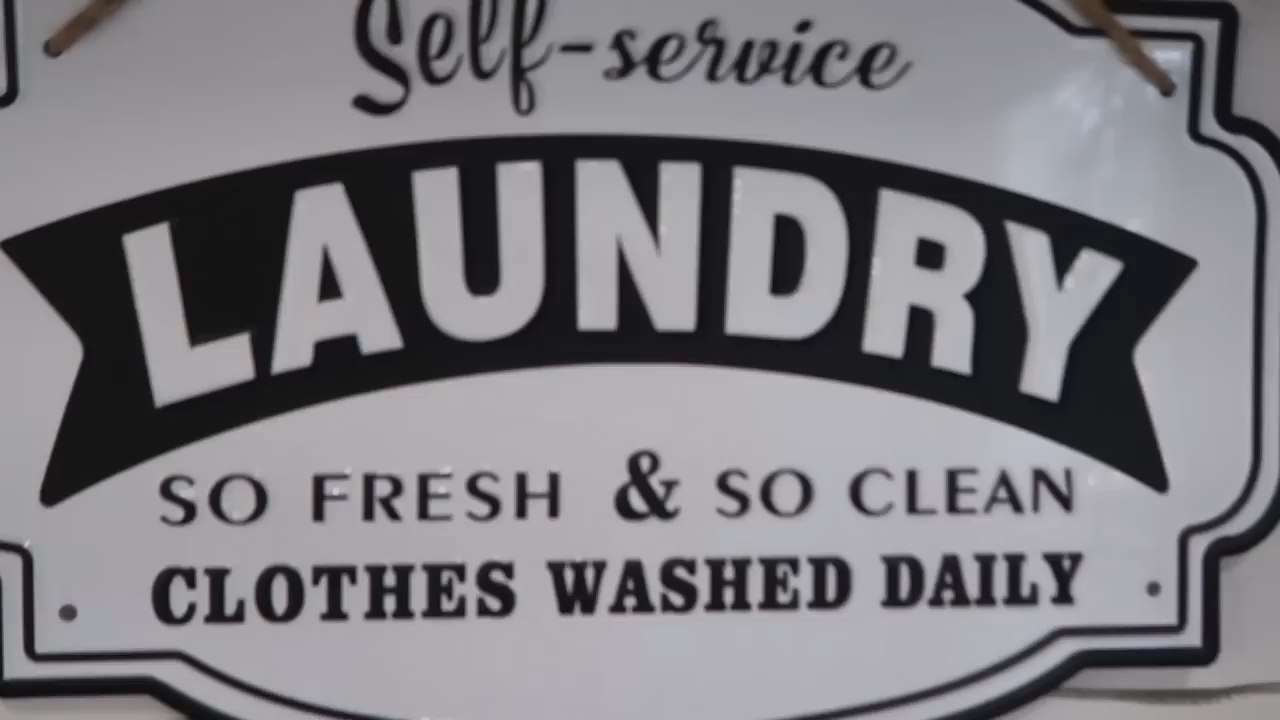 Self-service
LAUNDRY
SO FRESH & SO CLEAN
CLOTHES WASHED DAILY